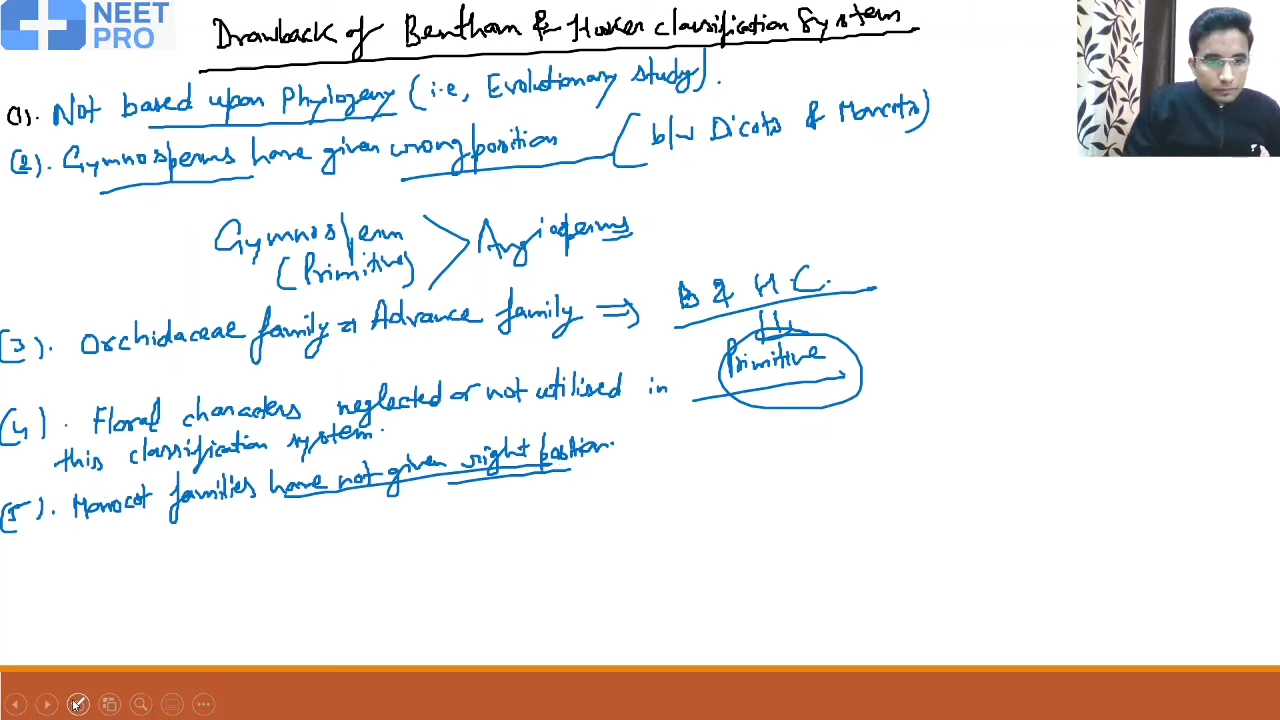 NEET
PRO
Drawback of Bentham & Hooker classification System
(1). Not based upon Phylogeny (i.e, Evolutionary study).
(2). Gymnosperms have given wrong position (b/w Dicots & Monocots)
Gymnosperm > Angiosperms
(Primitive)
(3). Orchidaceae family ⇒ Advance family ⇒ B & H C.
Primitive
(4). Floral characters neglected or not utilised in
this classification system.
(5). Monocot families have not given right position.